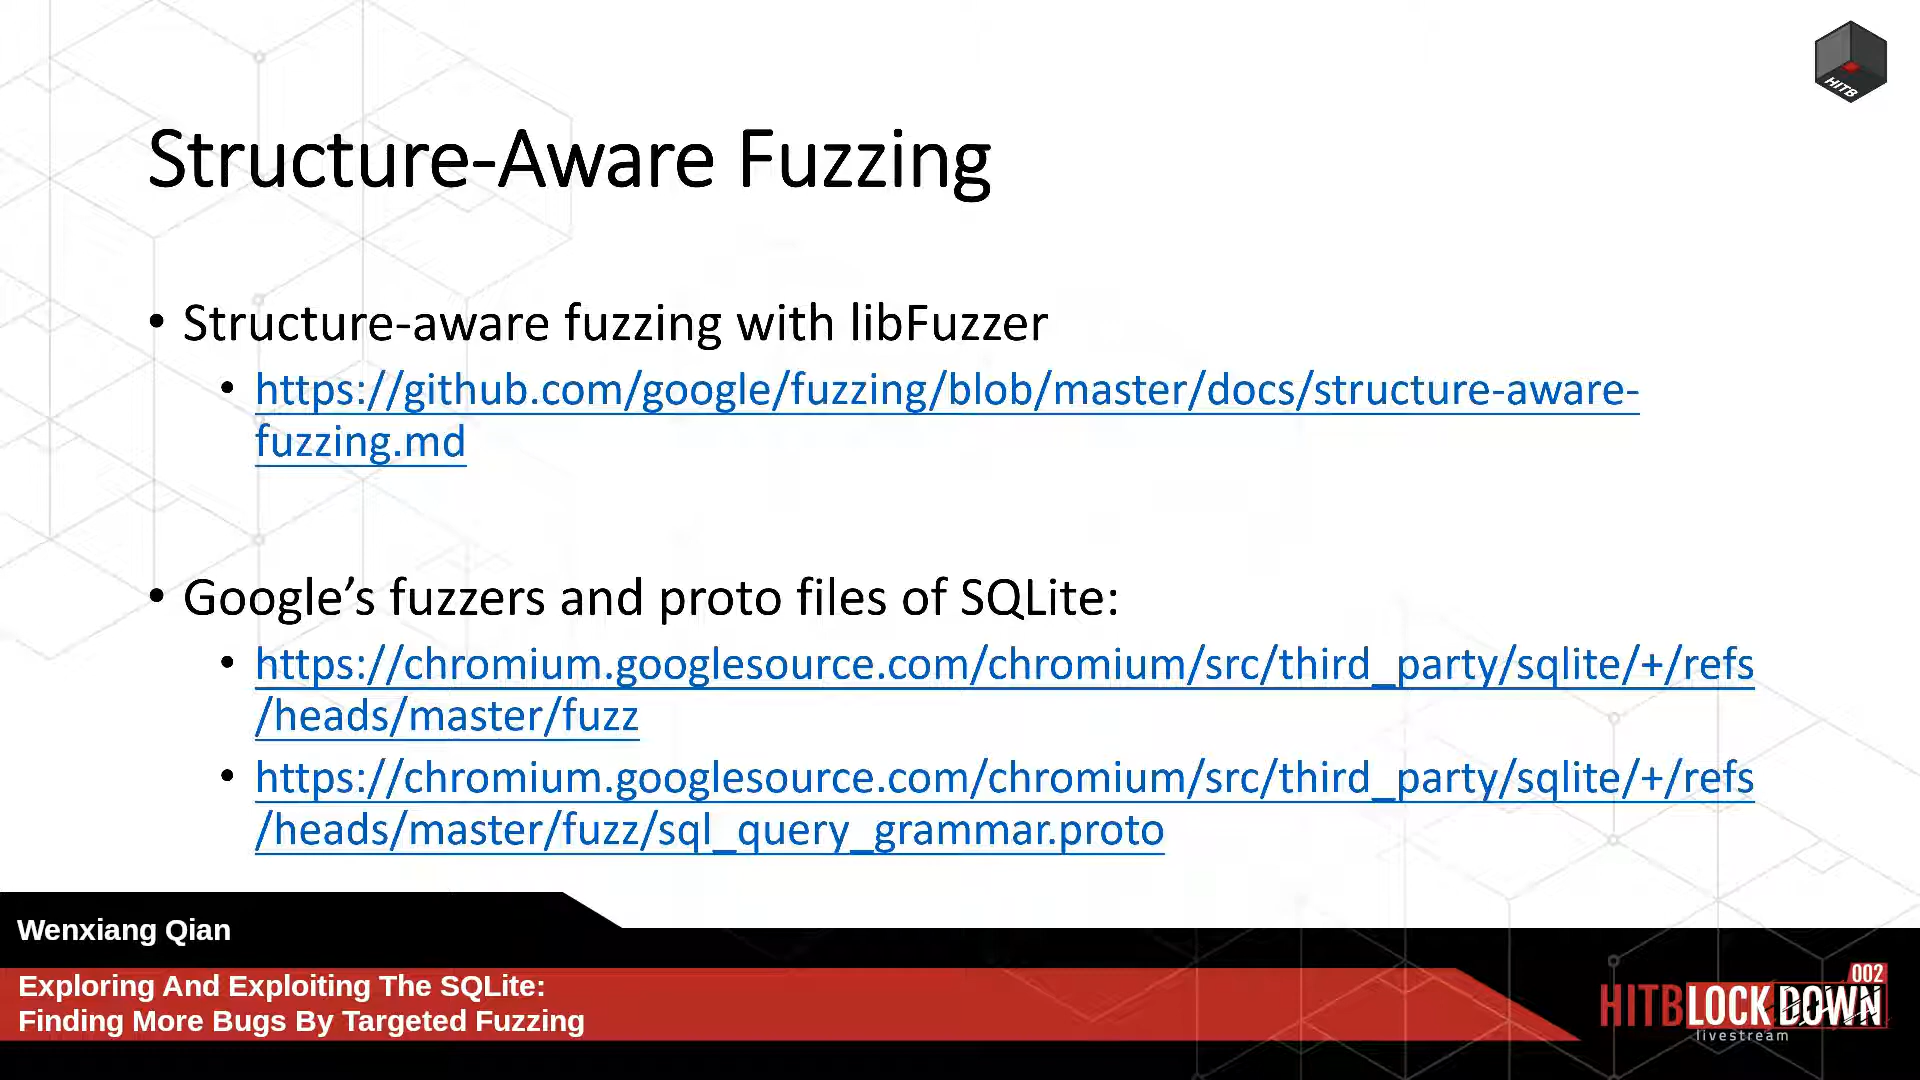 HITB
Structure-Aware Fuzzing
• Structure-aware fuzzing with libFuzzer
• https://github.com/google/fuzzing/blob/master/docs/structure-aware-
fuzzing.md
• Google’s fuzzers and proto files of SQLite:
• https://chromium.googlesource.com/chromium/src/third_party/sqlite/+/refs
/heads/master/fuzz
• https://chromium.googlesource.com/chromium/src/third_party/sqlite/+/refs
/heads/master/fuzz/sql_query_grammar.proto
Wenxiang Qian
Exploring And Exploiting The SQLite:
Finding More Bugs By Targeted Fuzzing
002
HITBLOCKDOWN
livestream